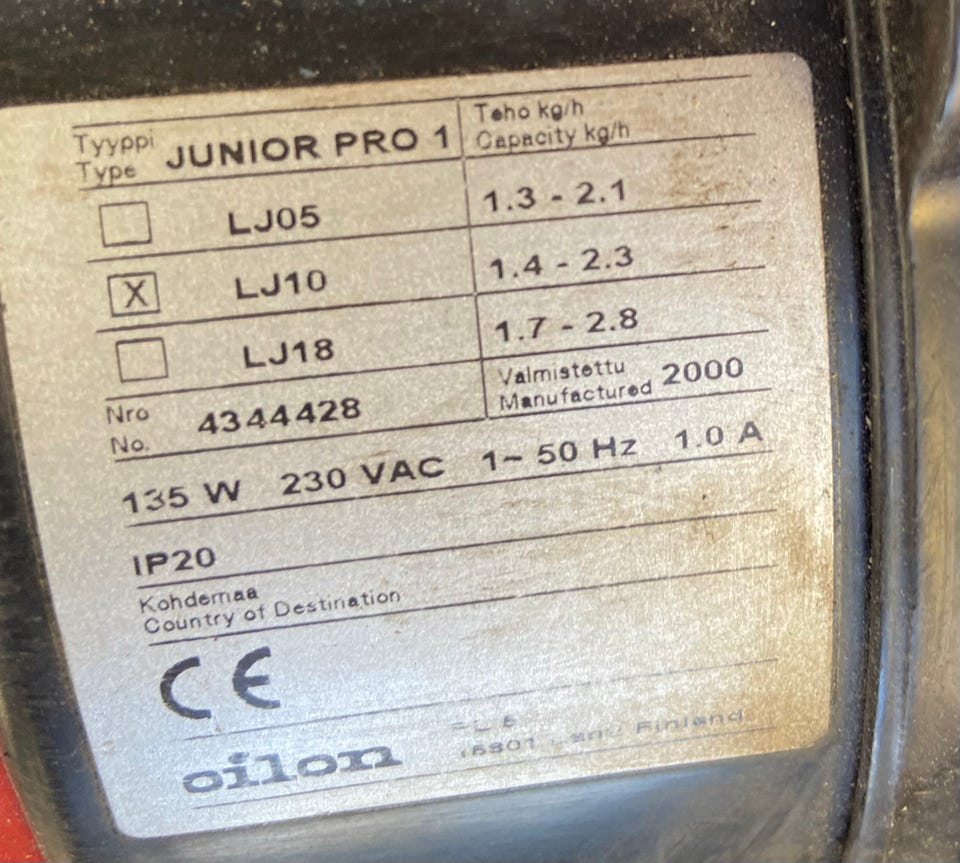 Tyyppi
Type JUNIOR PRO 1
Teho kg/h
Capacity kg/h
LJ05 1.3 - 2.1
X LJ10 1.4 - 2.3
LJ18 1.7 - 2.8
Nro
No. 4344428
Valmistettu
Manufactured 2000
135 W 230 VAC 1~ 50 Hz 1.0 A
IP20
Kohdemaa
Country of Destination
CE
oilon
Finland